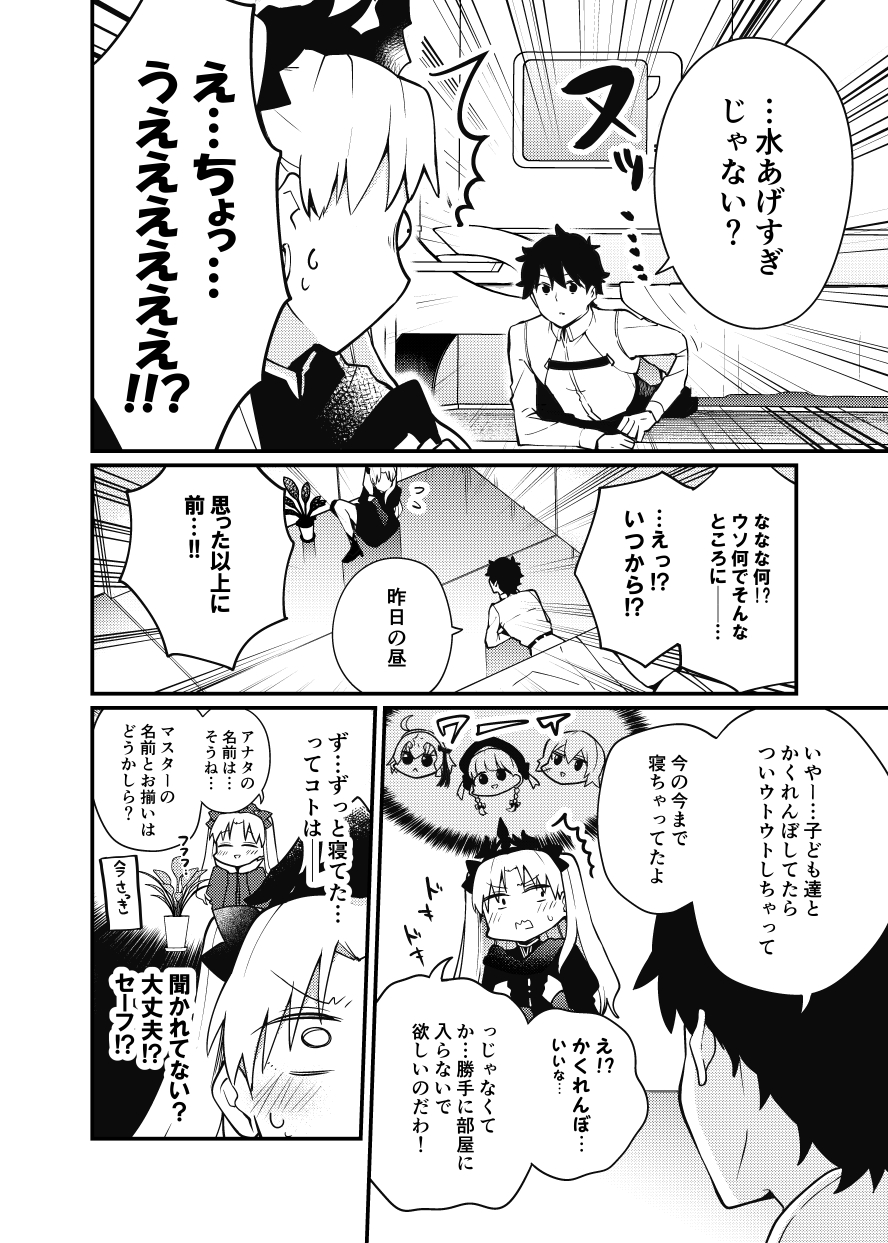 …水あげすぎ
じゃない?
ヌッ…
え…ちょっ…
うえええええええ!!?
ななな何!?
ウソ何でそんな
ところに――…
…えっ!?
いつから!?
昨日の昼
思った以上に
前…!!
いやー…子ども達と
かくれんぼしてたら
ついウトウトしちゃって
今の今まで
寝ちゃってたよ
ワーイ
ドキドキ
え!?
かくれんぼ…
いいな…
っじゃなくて
か…勝手に部屋に
入らないで
欲しいのだわ!
ず…ずっと寝てた…
ってコトは――
アナタの
名前は…
そうね…
マスターの
名前とお揃いは
どうかしら?
フフフ…
今さっき
聞かれてない?
大丈夫!?
セーフ!?